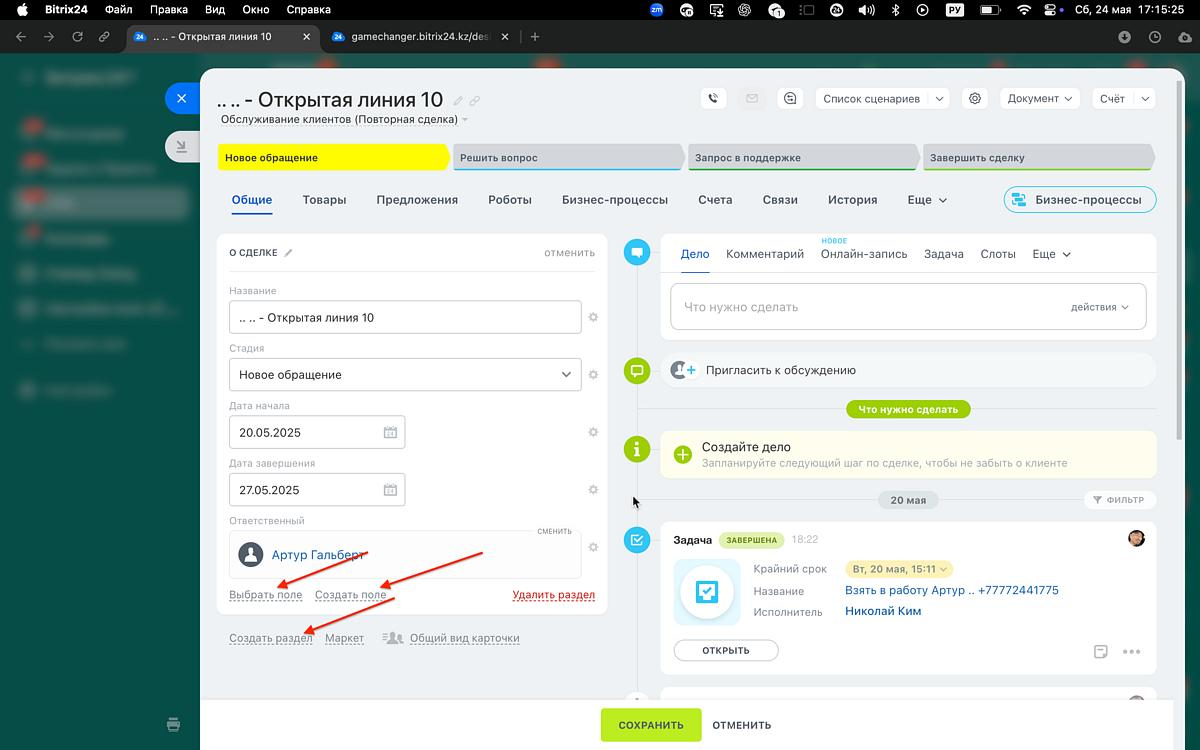 Bitrix24 Файл Правка Вид Окно Справка
zm РУ Сб, 24 мая 17:15:25
24 .. .. - Открытая линия 10
24 gamechanger.bitrix24.kz/des
.. .. - Открытая линия 10
Обслуживание клиентов (Повторная сделка)
Список сценариев
Документ
Счёт
Новое обращение
Решить вопрос
Запрос в поддержке
Завершить сделку
Общие Товары Предложения Роботы Бизнес-процессы Счета Связи История Еще
Бизнес-процессы
О СДЕЛКЕ
ОТМЕНИТЬ
Название
.. .. - Открытая линия 10
Стадия
Новое обращение
Дата начала
20.05.2025
Дата завершения
27.05.2025
Ответственный
СМЕНИТЬ
Артур Гальберт
Выбрать поле Создать поле Удалить раздел
Создать раздел Маркет Общий вид карточки
НОВОЕ
Дело Комментарий Онлайн-запись Задача Слоты Еще
Что нужно сделать
действия
Пригласить к обсуждению
Что нужно сделать
Создайте дело
Запланируйте следующий шаг по сделке, чтобы не забыть о клиенте
20 мая
ФИЛЬТР
Задача ЗАВЕРШЕНА 18:22
Крайний срок Вт, 20 мая, 15:11
Название Взять в работу Артур .. +77772441775
Исполнитель Николай Ким
ОТКРЫТЬ
СОХРАНИТЬ ОТМЕНИТЬ